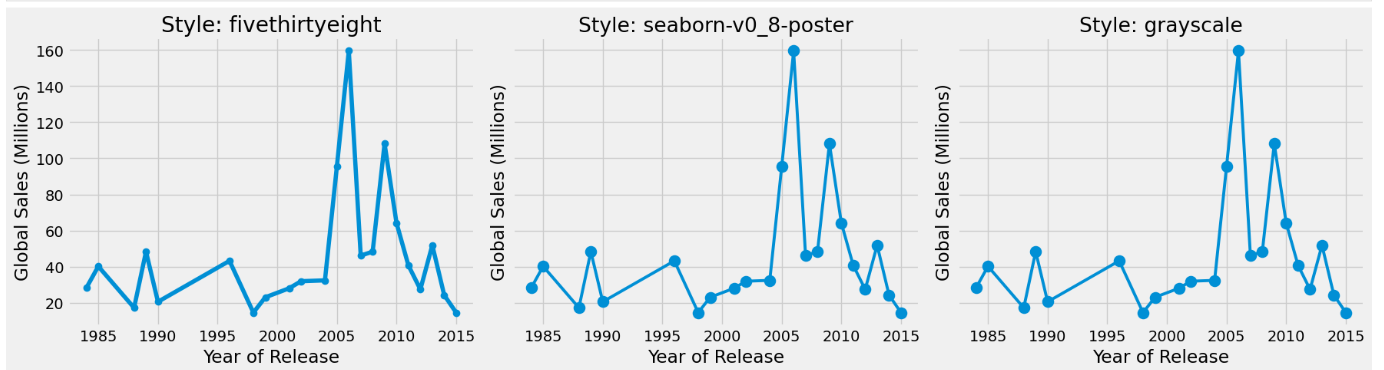 Style: fivethirtyeight
Style: seaborn-v0_8-poster
Style: grayscale
Global Sales (Millions)
160
140
120
100
80
60
40
20
1985 1990 1995 2000 2005 2010 2015
Year of Release
Global Sales (Millions)
1985 1990 1995 2000 2005 2010 2015
Year of Release
Global Sales (Millions)
1985 1990 1995 2000 2005 2010 2015
Year of Release